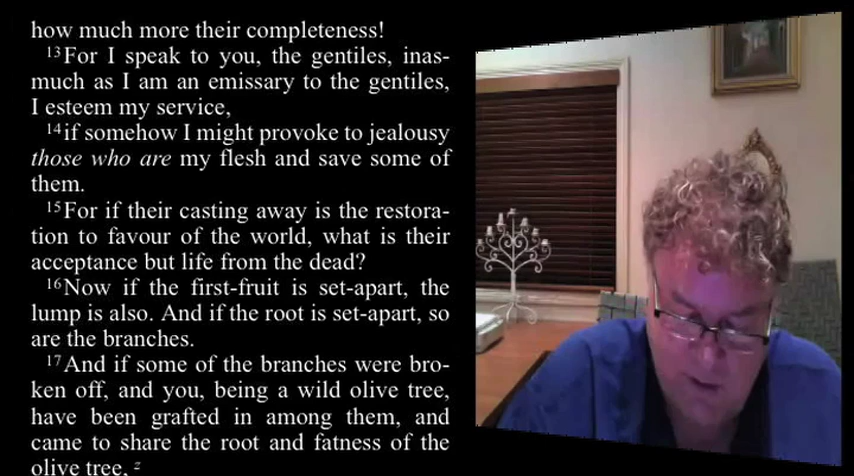 how much more their completeness!
13For I speak to you, the gentiles, inas-
much as I am an emissary to the gentiles,
I esteem my service,
14if somehow I might provoke to jealousy
those who are my flesh and save some of
them.
15For if their casting away is the restora-
tion to favour of the world, what is their
acceptance but life from the dead?
16Now if the first-fruit is set-apart, the
lump is also. And if the root is set-apart, so
are the branches.
17And if some of the branches were bro-
ken off, and you, being a wild olive tree,
have been grafted in among them, and
came to share the root and fatness of the
olive tree, z